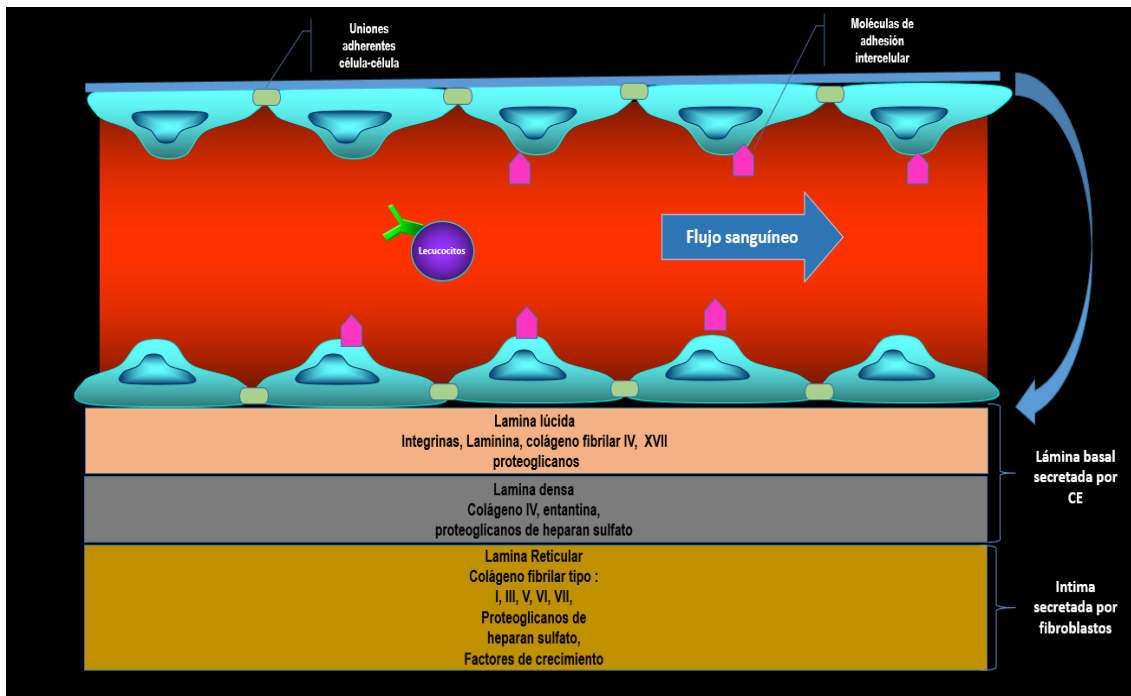 Uniones
adherentes
célula-célula
Moléculas de
adhesión
intercelular
Lecucocitos
Flujo sanguíneo
Lamina lúcida
Integrinas, Laminina, colágeno fibrilar IV, XVII
proteoglicanos
Lamina densa
Colágeno IV, entantina,
proteoglicanos de heparan sulfato
Lámina basal
secretada por
CE
Lamina Reticular
Colágeno fibrilar tipo :
I, III, V, VI, VII,
Proteoglicanos de
heparan sulfato,
Factores de crecimiento
Intima
secretada por
fibroblastos